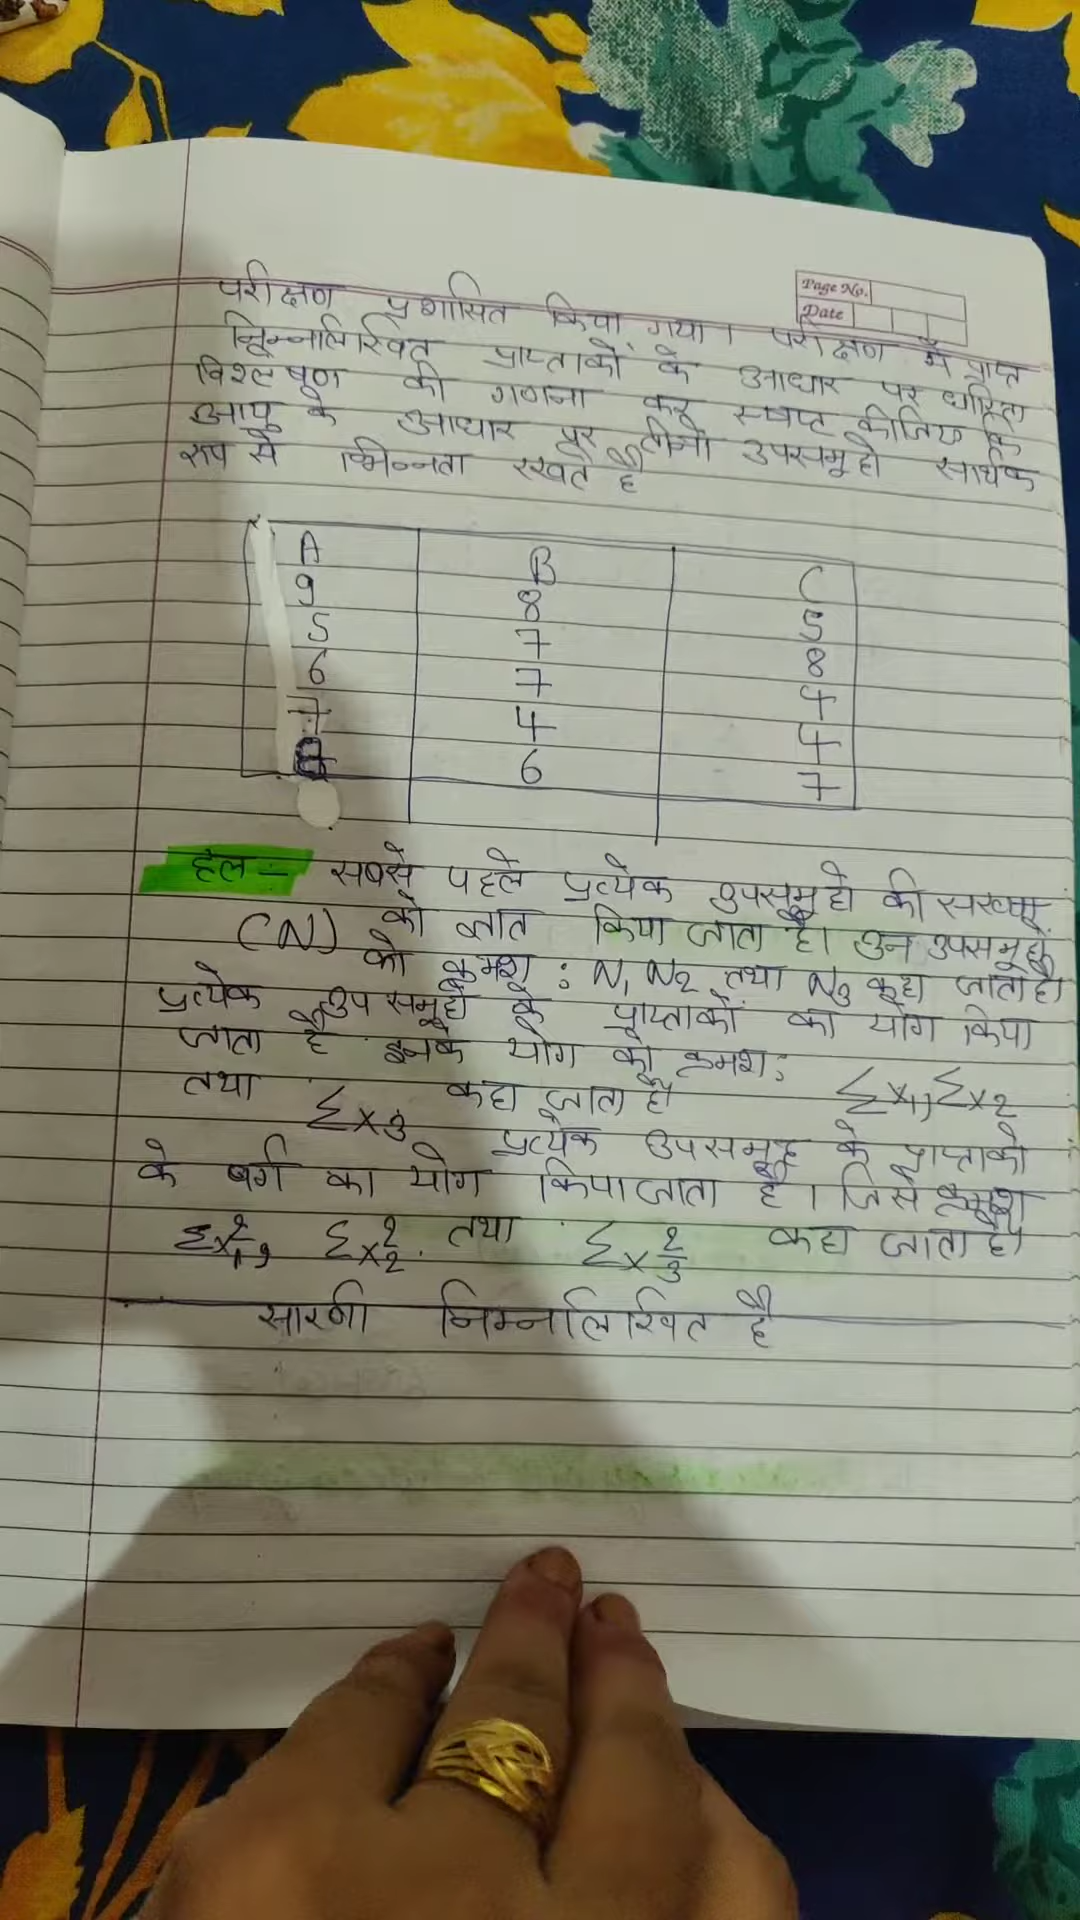 Page No.
Date
परीक्षण प्रशासित किया गया। परीक्षण में प्राप्त
निम्नलिखित प्राप्ताकों के आधार पर
विश्लेषण की गणना कर स्पष्ट कीजिए कि
आयु के आधार पर तीनो उपसमूहो सार्थक
रूप से भिन्नता रखते है
A B C
9 8 5
5 7 8
6 7 4
7 4 4
8 6 7
हल - सबसे पहले प्रत्येक उपसमूहो की संख्या
(N) को ज्ञात किया जाता है। उन उपसमूहों
को क्रमश: N1 N2 तथा N3 कहा जाता है
प्रत्येक उपसमूहो के प्राप्ताकों का योग किया
जाता है इनके योग को क्रमश: Σx1, Σx2
तथा Σx3 कहा जाता है
प्रत्येक उपसमूह के प्राप्ताको
के वर्ग का योग किया जाता है। जिसे क्रमश
Σx₁², Σx₂². तथा Σx₃² कहा जाता है
सारणी निम्नलिखित है